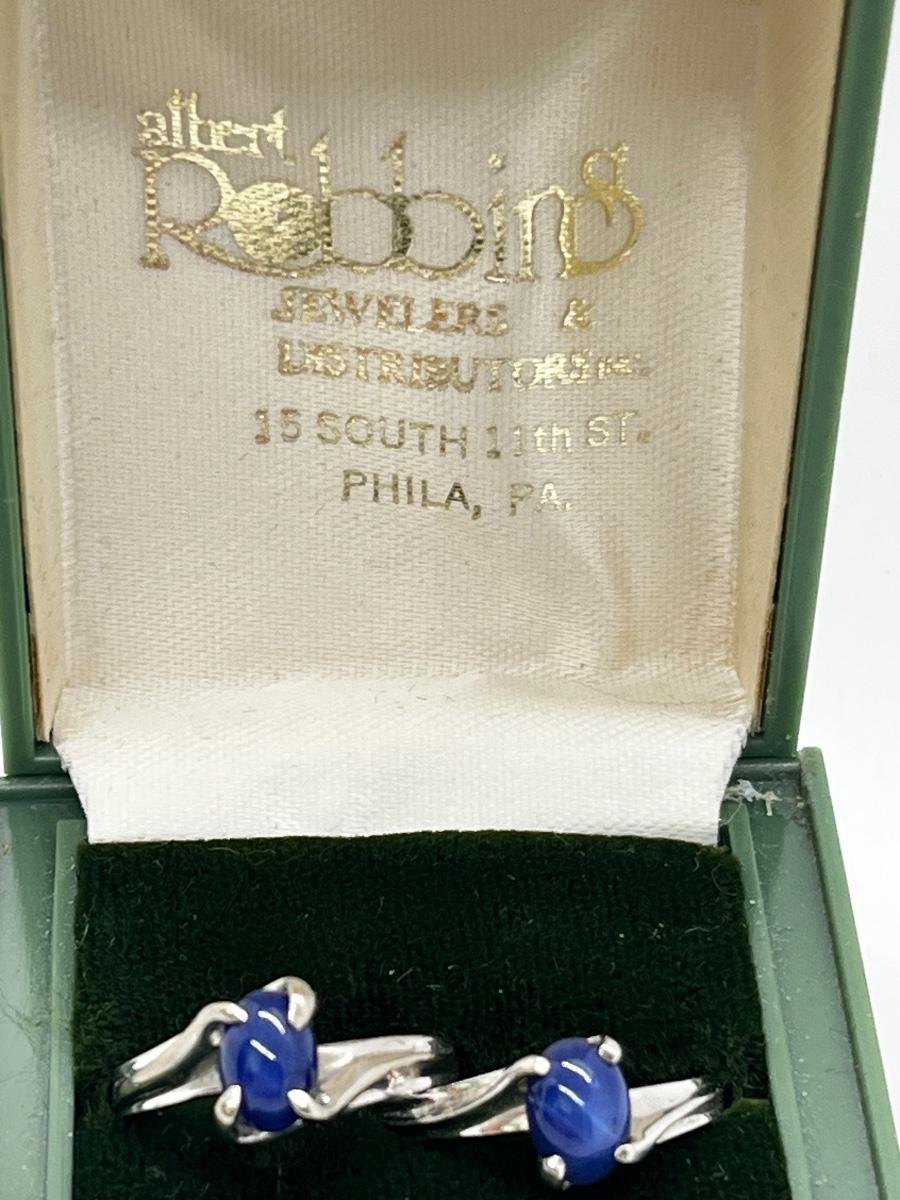 albert
Robbins
JEWELERS &
DISTRIBUTORS INC.
15 SOUTH 11th ST.
PHILA, PA.